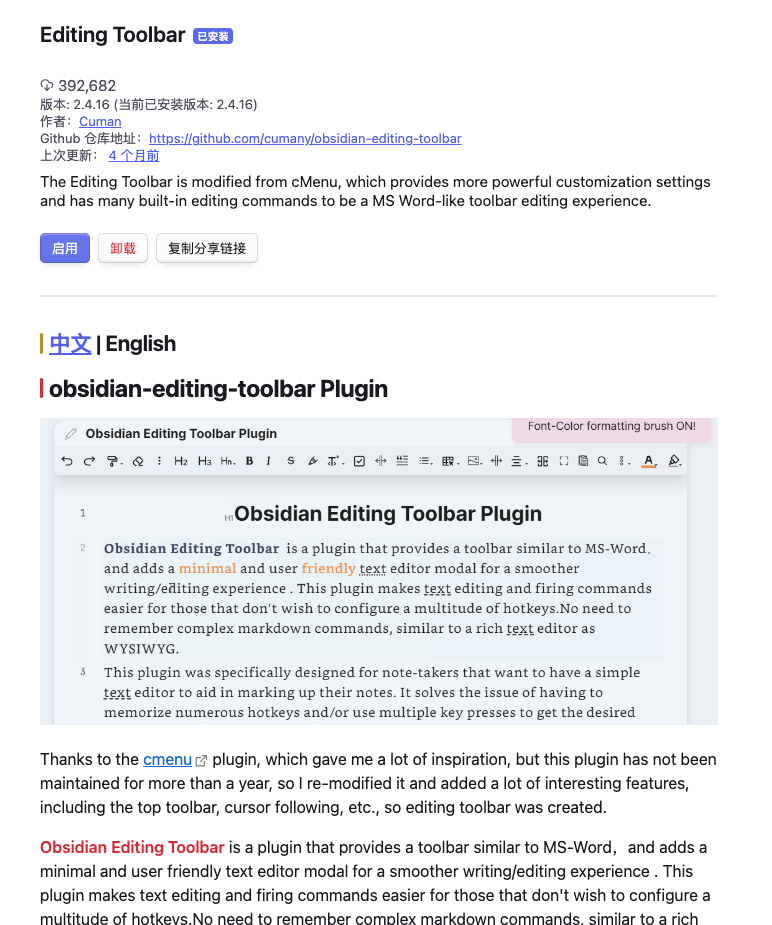 Editing Toolbar 已安装
392,682
版本: 2.4.16 (当前已安装版本: 2.4.16)
作者: Cuman
Github 仓库地址: https://github.com/cumany/obsidian-editing-toolbar
上次更新: 4 个月前
The Editing Toolbar is modified from cMenu, which provides more powerful customization settings
and has many built-in editing commands to be a MS Word-like toolbar editing experience.
启用 卸载 复制分享链接
中文 | English
obsidian-editing-toolbar Plugin
Font-Color formatting brush ON!
Obsidian Editing Toolbar Plugin
H2 H3 Hn B I S T A
1 H1 Obsidian Editing Toolbar Plugin
2 Obsidian Editing Toolbar is a plugin that provides a toolbar similar to MS-Word,
and adds a minimal and user friendly text editor modal for a smoother
writing/editing experience . This plugin makes text editing and firing commands
easier for those that don't wish to configure a multitude of hotkeys.No need to
remember complex markdown commands, similar to a rich text editor as
WYSIWYG.
3 This plugin was specifically designed for note-takers that want to have a simple
text editor to aid in marking up their notes. It solves the issue of having to
memorize numerous hotkeys and/or use multiple key presses to get the desired
Thanks to the cmenu plugin, which gave me a lot of inspiration, but this plugin has not been
maintained for more than a year, so I re-modified it and added a lot of interesting features,
including the top toolbar, cursor following, etc., so editing toolbar was created.
Obsidian Editing Toolbar is a plugin that provides a toolbar similar to MS-Word，and adds a
minimal and user friendly text editor modal for a smoother writing/editing experience . This
plugin makes text editing and firing commands easier for those that don't wish to configure a
multitude of hotkeys.No need to remember complex markdown commands, similar to a rich